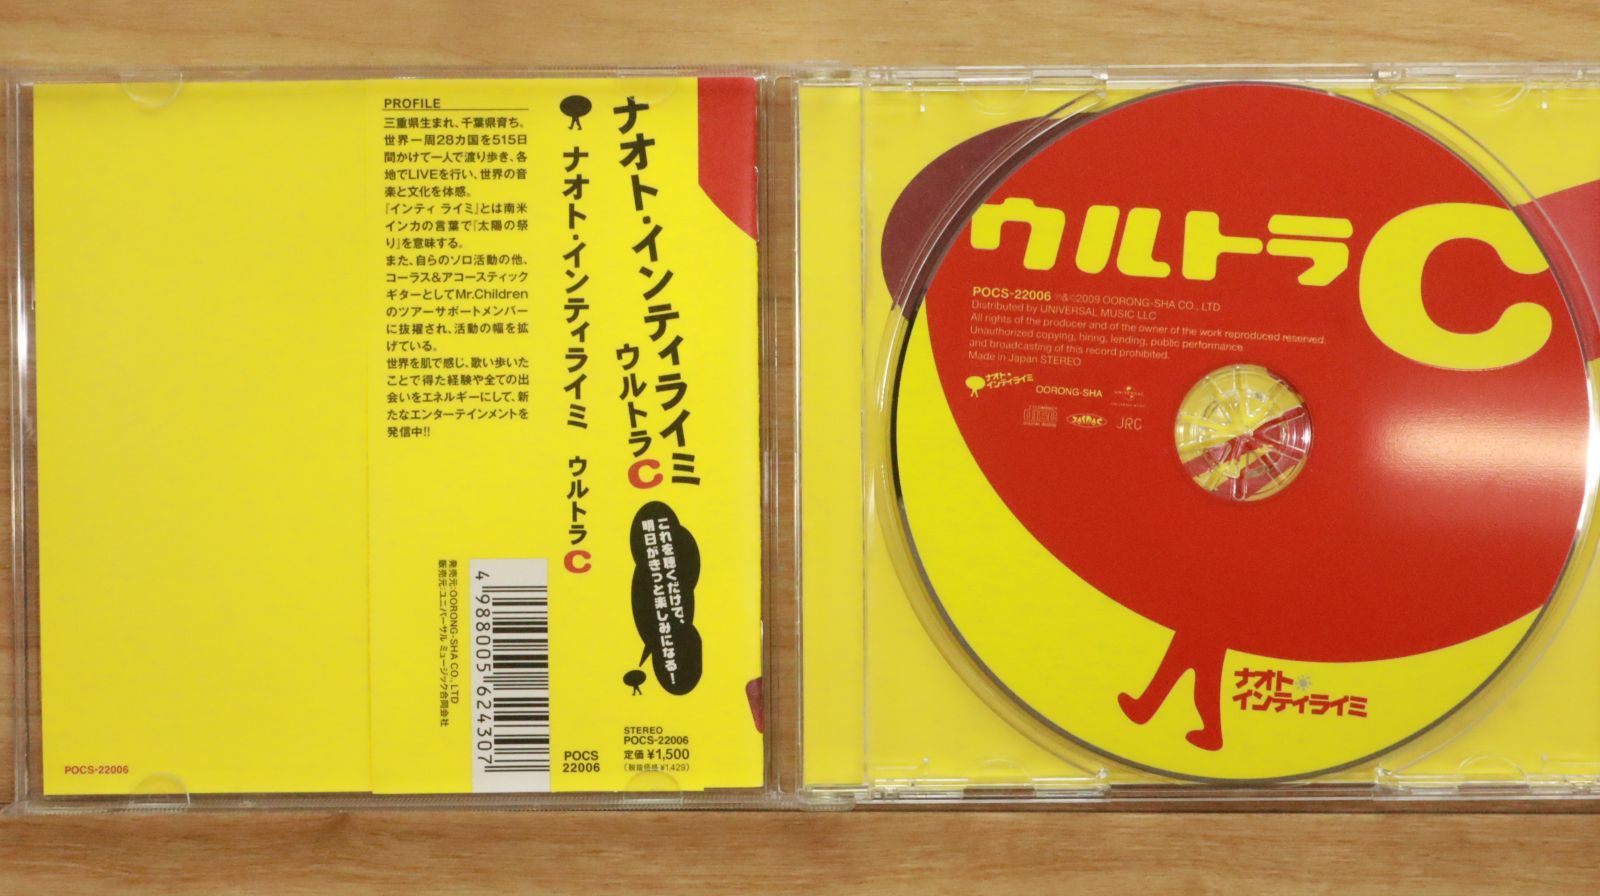 PROFILE
三重県生まれ、千葉県育ち。
世界一周28カ国を515日
間かけて一人で渡り歩き、各
地でLIVEを行い、世界の音
楽と文化を体感。
『インティ ライミ』とは南米
インカの言葉で『太陽の祭
り』を意味する。
また、自らのソロ活動の他、
コーラス&アコースティック
ギターとしてMr.Children
のツアーサポートメンバー
に抜擢され、活動の幅を拡
げている。
世界を肌で感じ、歌い歩いた
ことで得た経験や全ての出
会いをエネルギーにして、新
たなエンターテインメントを
発信中!!
発売元:OORONG-SHA CO., LTD
販売元:ユニバーサル ミュージック合同会社
4 988005 624307
POCS-22006
ナオト・インティライミ ウルトラC
POCS
22006
ナオト・インティライミ
ウルトラC
これを聴くだけで、
明日がきっと楽しみになる!
STEREO
POCS-22006
定価 ¥1,500
(税抜価格 ¥1,429)
ウルトラC
POCS-22006 ℗&©2009 OORONG-SHA CO., LTD
Distributed by UNIVERSAL MUSIC LLC
All rights of the producer and of the owner of the work reproduced reserved.
Unauthorized copying, hiring, lending, public performance
and broadcasting of this record prohibited.
Made in Japan STEREO
ナオト・
インティライミ
OORONG-SHA
UNIVERSAL
COMPACT
disc
DIGITAL AUDIO
JASRAC
JRC
ナオト
インティライミ